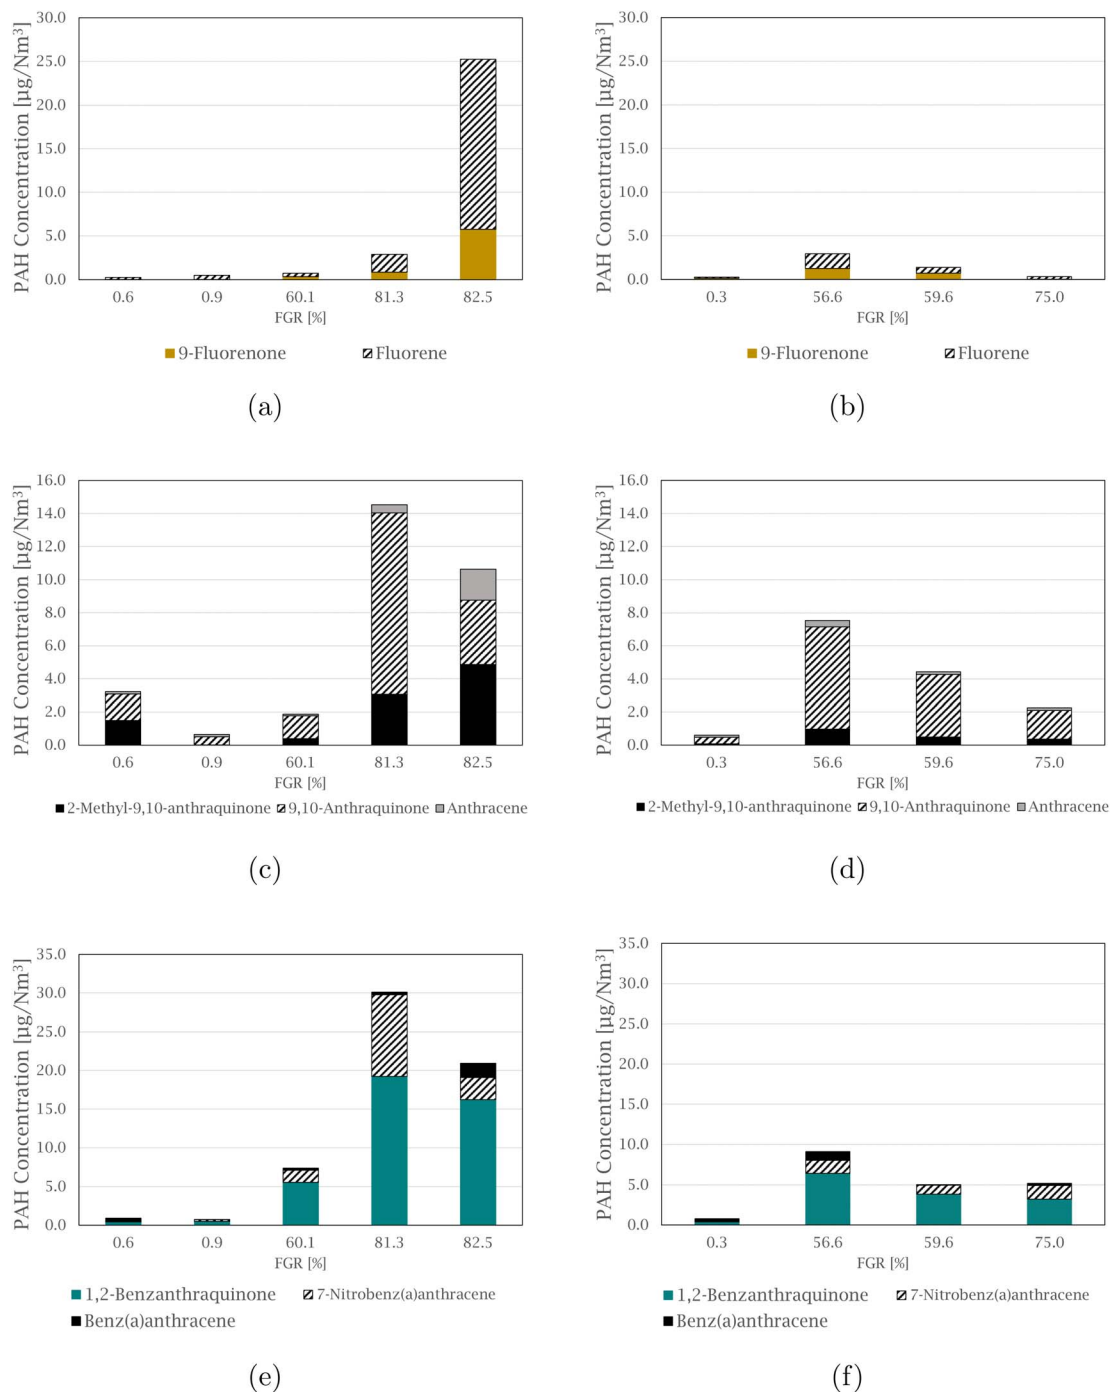 PAH Concentration [µg/Nm³]
30.0
25.0
20.0
15.0
10.0
5.0
0.0
0.6 0.9 60.1 81.3 82.5
FGR [%]
9-Fluorenone Fluorene
(a)
PAH Concentration [µg/Nm³]
30.0
25.0
20.0
15.0
10.0
5.0
0.0
0.3 56.6 59.6 75.0
FGR [%]
9-Fluorenone Fluorene
(b)
PAH Concentration [µg/Nm³]
16.0
14.0
12.0
10.0
8.0
6.0
4.0
2.0
0.0
0.6 0.9 60.1 81.3 82.5
FGR [%]
2-Methyl-9,10-anthraquinone 9,10-Anthraquinone Anthracene
(c)
PAH Concentration [µg/Nm³]
16.0
14.0
12.0
10.0
8.0
6.0
4.0
2.0
0.0
0.3 56.6 59.6 75.0
FGR [%]
2-Methyl-9,10-anthraquinone 9,10-Anthraquinone Anthracene
(d)
PAH Concentration [µg/Nm³]
35.0
30.0
25.0
20.0
15.0
10.0
5.0
0.0
0.6 0.9 60.1 81.3 82.5
FGR [%]
1,2-Benzanthraquinone 7-Nitrobenz(a)anthracene
Benz(a)anthracene
(e)
PAH Concentration [µg/Nm³]
35.0
30.0
25.0
20.0
15.0
10.0
5.0
0.0
0.3 56.6 59.6 75.0
FGR [%]
1,2-Benzanthraquinone 7-Nitrobenz(a)anthracene
Benz(a)anthracene
(f)